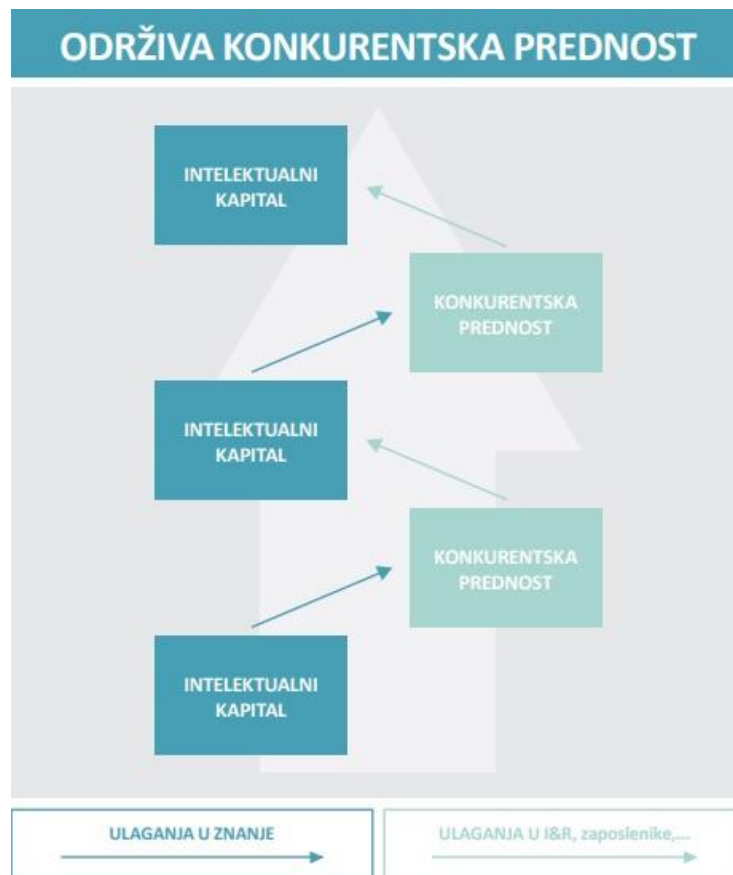 ODRŽIVA KONKURENTSKA PREDNOST
INTELEKTUALNI
KAPITAL
KONKURENTSKA
PREDNOST
INTELEKTUALNI
KAPITAL
KONKURENTSKA
PREDNOST
INTELEKTUALNI
KAPITAL
ULAGANJA U ZNANJE
ULAGANJA U I&R, zaposlenike,...